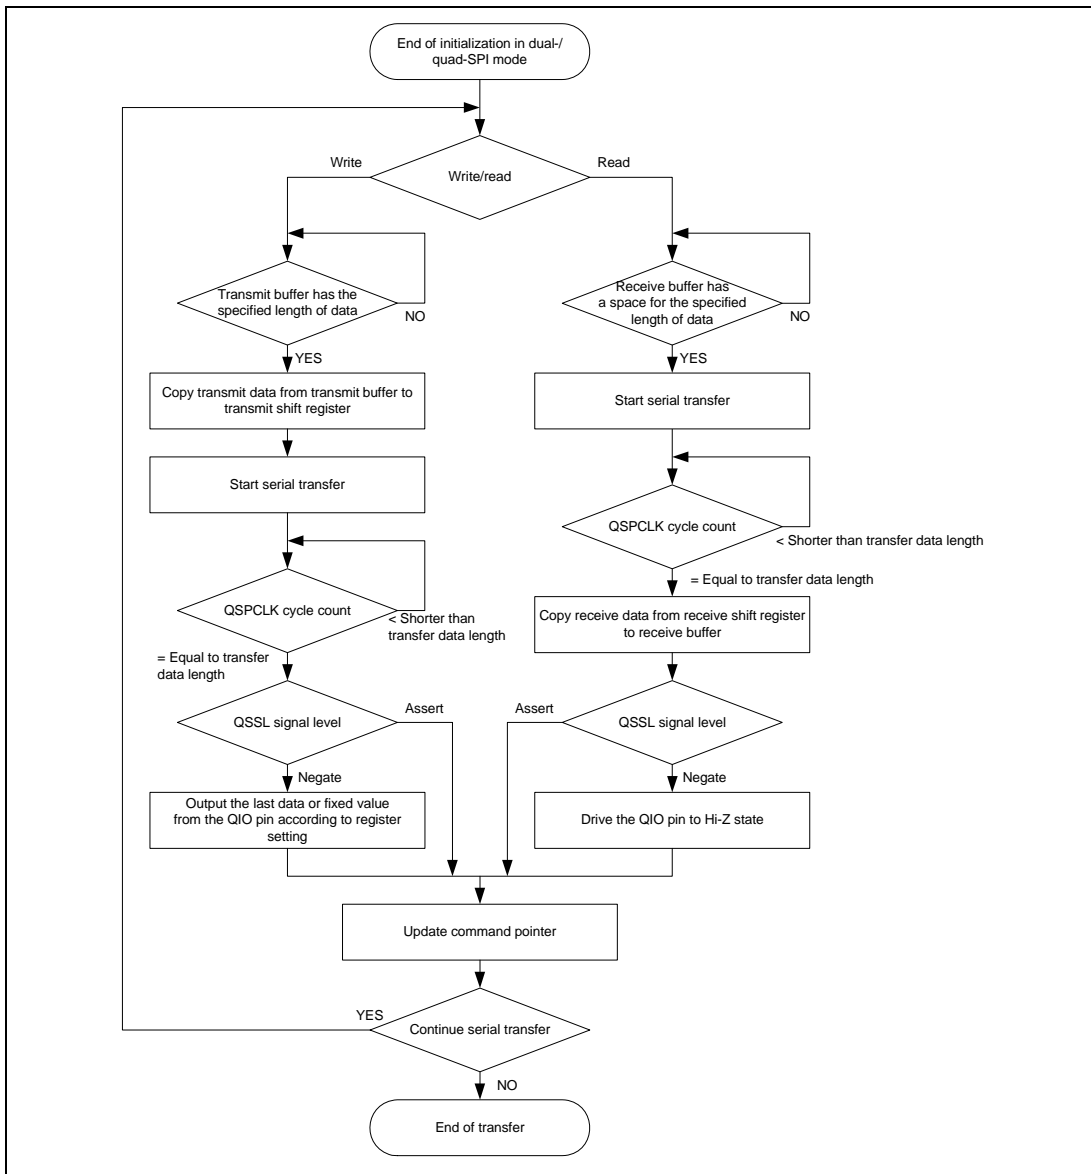 End of initialization in dual-/
quad-SPI mode
Write
Write/read
Read
Transmit buffer has the
specified length of data
NO
YES
Copy transmit data from transmit buffer to
transmit shift register
Start serial transfer
QSPCLK cycle count
< Shorter than
transfer data length
= Equal to transfer
data length
QSSL signal level
Assert
Negate
Output the last data or fixed value
from the QIO pin according to register
setting
Receive buffer has
a space for the specified
length of data
NO
YES
Start serial transfer
QSPCLK cycle count
< Shorter than transfer data length
= Equal to transfer data length
Copy receive data from receive shift register
to receive buffer
Assert
QSSL signal level
Negate
Drive the QIO pin to Hi-Z state
Update command pointer
YES
Continue serial transfer
NO
End of transfer